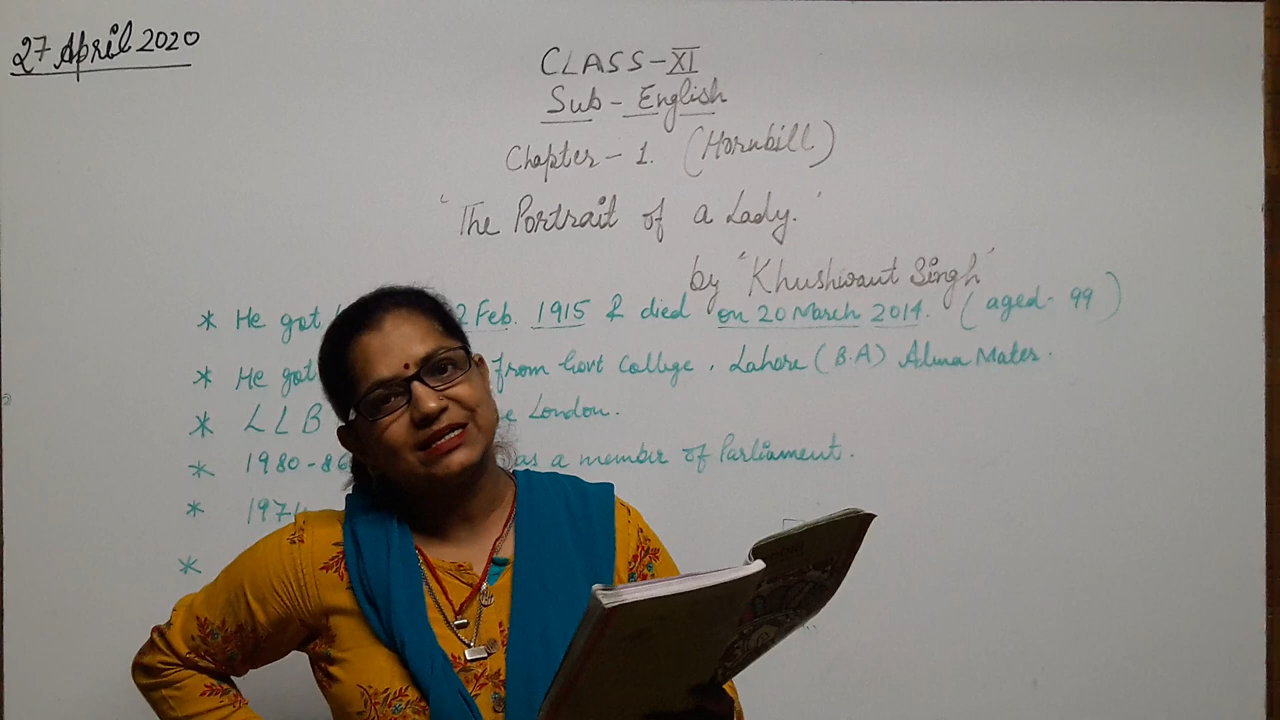 27 April 2020
CLASS-XI
Sub - English
Chapter - 1. (Hornbill)
'The Portrait of a Lady.'
by "Khushwant Singh"
* He got 2 Feb. 1915 & died on 20 March 2014. (aged- 99)
* He got from Govt College. Lahore (B.A) Alma Mater.
* LLB London.
* 1980-86 as a member of Parliament.
* 1974
*